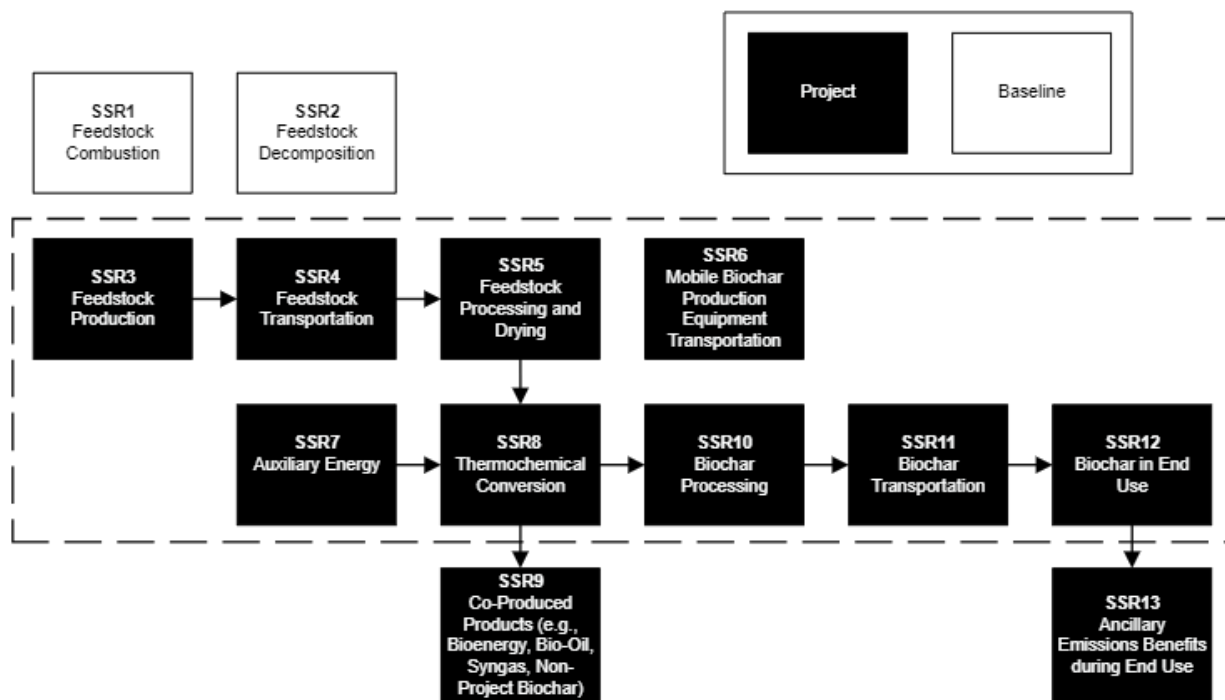 Project
Baseline
SSR1
Feedstock
Combustion
SSR2
Feedstock
Decomposition
SSR3
Feedstock
Production
SSR4
Feedstock
Transportation
SSR5
Feedstock
Processing and
Drying
SSR6
Mobile Biochar
Production
Equipment
Transportation
SSR7
Auxiliary Energy
SSR8
Thermochemical
Conversion
SSR10
Biochar
Processing
SSR11
Biochar
Transportation
SSR12
Biochar in End
Use
SSR9
Co-Produced
Products (e.g.,
Bioenergy, Bio-Oil,
Syngas, Non-
Project Biochar)
SSR13
Ancillary
Emissions Benefits
during End Use